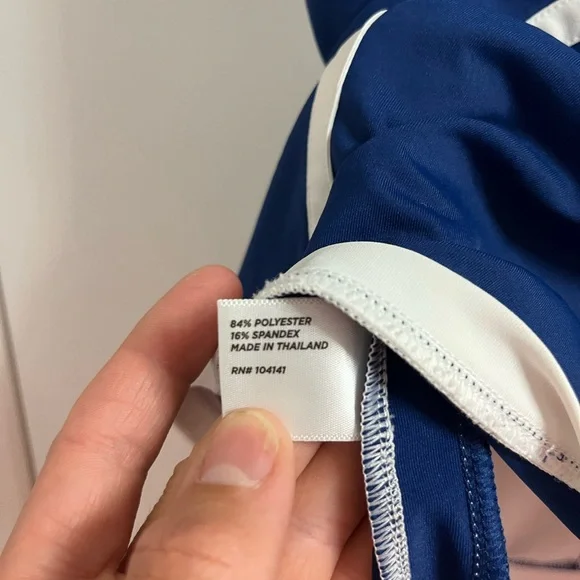 84% POLYESTER
16% SPANDEX
MADE IN THAILAND
RN# 104141